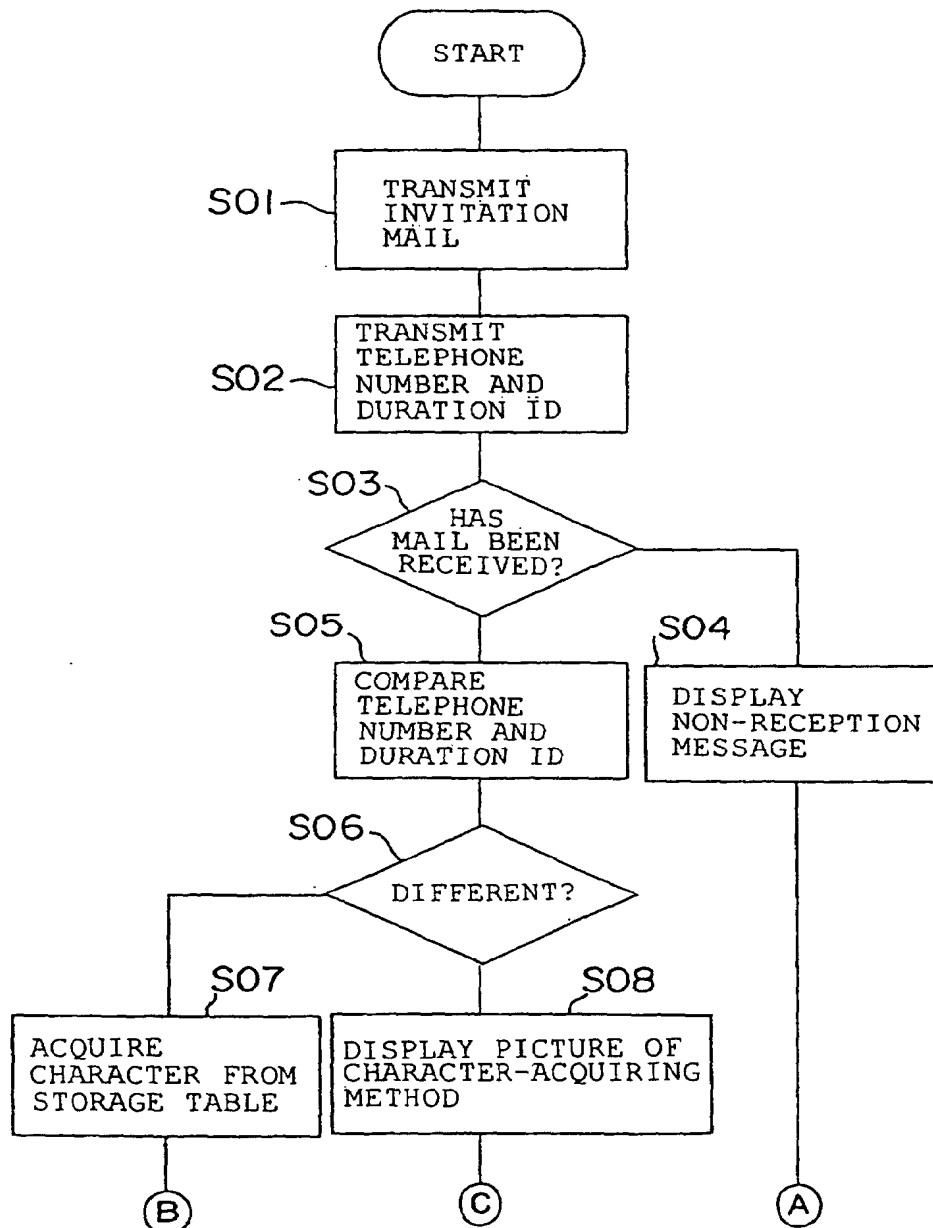 START
S01
TRANSMIT
INVITATION
MAIL
S02
TRANSMIT
TELEPHONE
NUMBER AND
DURATION ID
S03
HAS
MAIL BEEN
RECEIVED?
S05
COMPARE
TELEPHONE
NUMBER AND
DURATION ID
S04
DISPLAY
NON-RECEPTION
MESSAGE
S06
DIFFERENT?
S07
ACQUIRE
CHARACTER FROM
STORAGE TABLE
S08
DISPLAY PICTURE OF
CHARACTER-ACQUIRING
METHOD
B
C
A